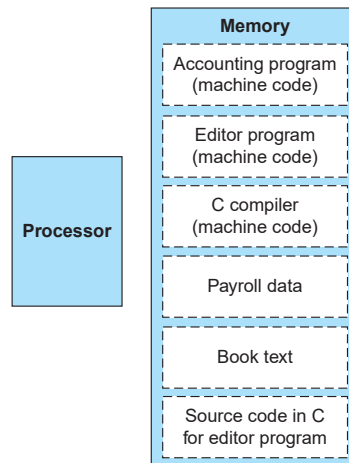 Memory
Accounting program
(machine code)
Editor program
(machine code)
C compiler
(machine code)
Processor
Payroll data
Book text
Source code in C
for editor program